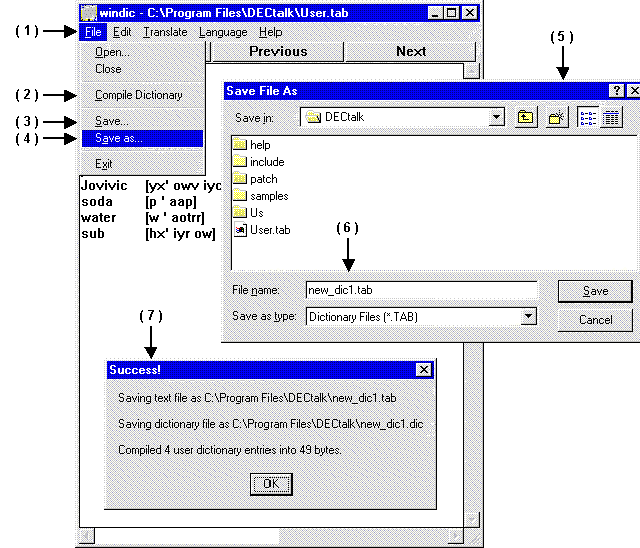 windic - C:\Program Files\DECtalk\User.tab
( 1 )
File Edit Translate Language Help
( 5 )
Previous Next
Open...
Close
( 2 )
Compile Dictionary
( 3 )
Save...
( 4 )
Save as...
Exit
Jovivic [yx' owv iyc
soda [p ' aap]
water [w ' aotrr]
sub [hx' iyr ow]
Save File As
Save in: DECtalk
help
include
patch
samples
Us
User.tab
( 6 )
File name: new_dic1.tab Save
Save as type: Dictionary Files (*.TAB) Cancel
( 7 )
Success!
Saving text file as C:\Program Files\DECtalk\new_dic1.tab
Saving dictionary file as C:\Program Files\DECtalk\new_dic1.dic
Compiled 4 user dictionary entries into 49 bytes.
OK